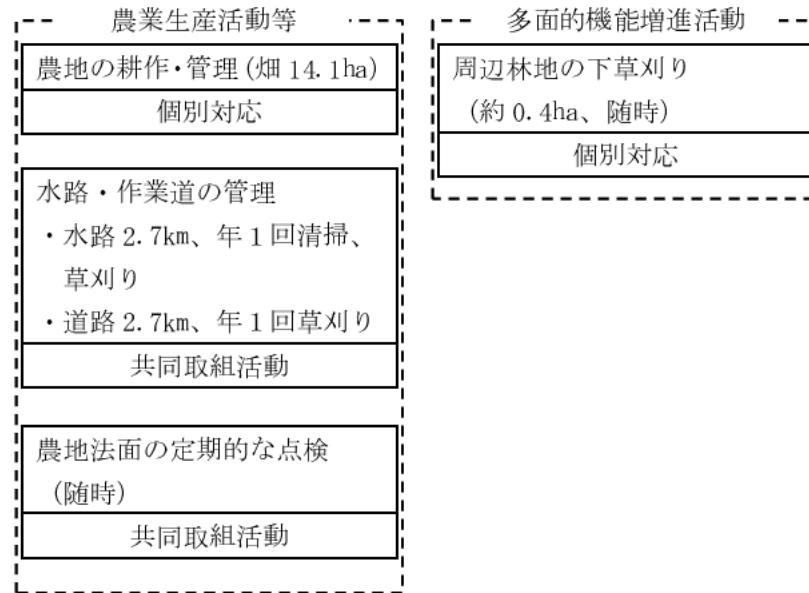 農業生産活動等
農地の耕作・管理(畑14.1ha)
個別対応
水路・作業道の管理
・水路2.7km、年1回清掃、
草刈り
・道路2.7km、年1回草刈り
共同取組活動
農地法面の定期的な点検
(随時)
共同取組活動
多面的機能増進活動
周辺林地の下草刈り
(約0.4ha、随時)
個別対応